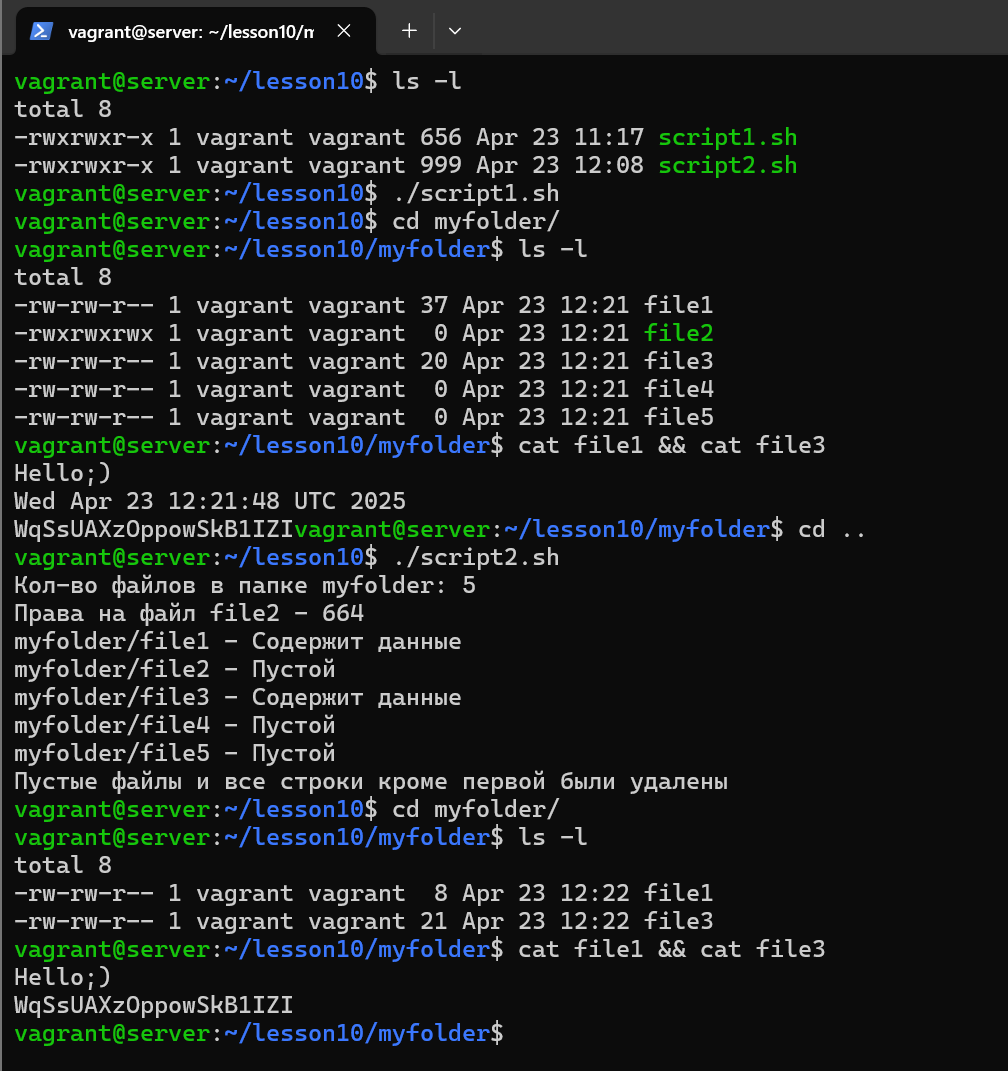 vagrant@server: ~/lesson10/m
vagrant@server:~/lesson10$ ls -l
total 8
-rwxrwxr-x 1 vagrant vagrant 656 Apr 23 11:17 script1.sh
-rwxrwxr-x 1 vagrant vagrant 999 Apr 23 12:08 script2.sh
vagrant@server:~/lesson10$ ./script1.sh
vagrant@server:~/lesson10$ cd myfolder/
vagrant@server:~/lesson10/myfolder$ ls -l
total 8
-rw-rw-r-- 1 vagrant vagrant 37 Apr 23 12:21 file1
-rwxrwxrwx 1 vagrant vagrant  0 Apr 23 12:21 file2
-rw-rw-r-- 1 vagrant vagrant 20 Apr 23 12:21 file3
-rw-rw-r-- 1 vagrant vagrant  0 Apr 23 12:21 file4
-rw-rw-r-- 1 vagrant vagrant  0 Apr 23 12:21 file5
vagrant@server:~/lesson10/myfolder$ cat file1 && cat file3
Hello;)
Wed Apr 23 12:21:48 UTC 2025
WqSsUAXzOppowSkB1IZIvagrant@server:~/lesson10/myfolder$ cd ..
vagrant@server:~/lesson10$ ./script2.sh
Кол-во файлов в папке myfolder: 5
Права на файл file2 - 664
myfolder/file1 - Содержит данные
myfolder/file2 - Пустой
myfolder/file3 - Содержит данные
myfolder/file4 - Пустой
myfolder/file5 - Пустой
Пустые файлы и все строки кроме первой были удалены
vagrant@server:~/lesson10$ cd myfolder/
vagrant@server:~/lesson10/myfolder$ ls -l
total 8
-rw-rw-r-- 1 vagrant vagrant  8 Apr 23 12:22 file1
-rw-rw-r-- 1 vagrant vagrant 21 Apr 23 12:22 file3
vagrant@server:~/lesson10/myfolder$ cat file1 && cat file3
Hello;)
WqSsUAXzOppowSkB1IZI
vagrant@server:~/lesson10/myfolder$